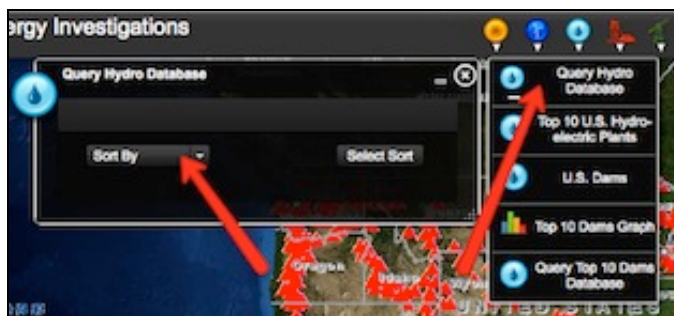 ergy Investigations
Query Hydro Database
Sort By
Select Sort
Query Hydro
Database
Top 10 U.S. Hydro-
electric Plants
U.S. Dams
Top 10 Dams Graph
Query Top 10 Dams
Database
Oregon
Idaho
UNITED STATES